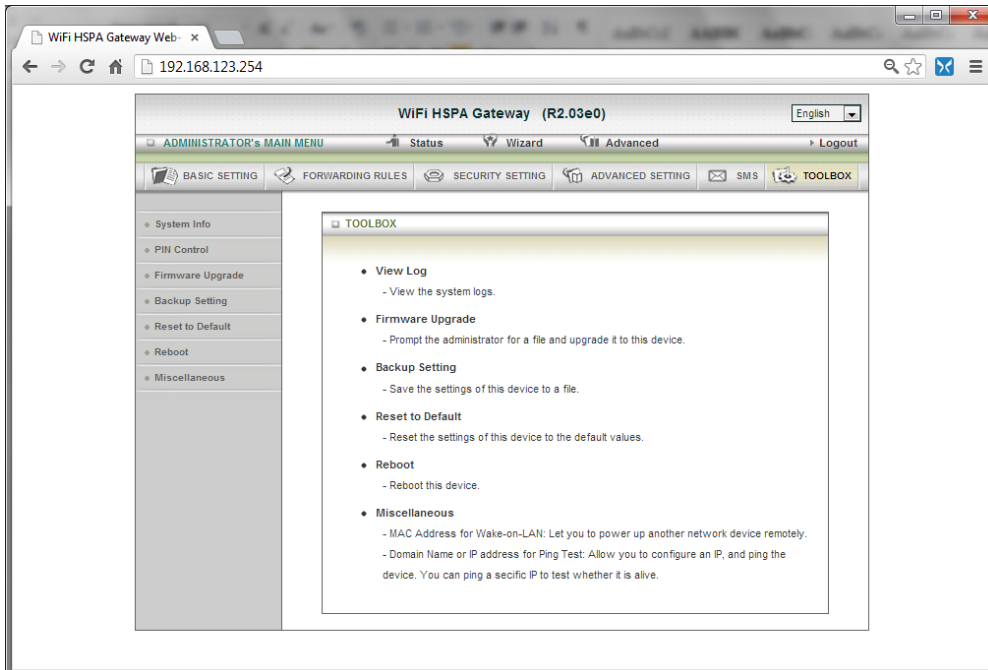 WiFi HSPA Gateway Web-
192.168.123.254
WiFi HSPA Gateway (R2.03e0)
English
ADMINISTRATOR's MAIN MENU
Status
Wizard
Advanced
Logout
BASIC SETTING
FORWARDING RULES
SECURITY SETTING
ADVANCED SETTING
SMS
TOOLBOX
System Info
PIN Control
Firmware Upgrade
Backup Setting
Reset to Default
Reboot
Miscellaneous
TOOLBOX
View Log
- View the system logs.
Firmware Upgrade
- Prompt the administrator for a file and upgrade it to this device.
Backup Setting
- Save the settings of this device to a file.
Reset to Default
- Reset the settings of this device to the default values.
Reboot
- Reboot this device.
Miscellaneous
- MAC Address for Wake-on-LAN: Let you to power up another network device remotely.
- Domain Name or IP address for Ping Test: Allow you to configure an IP, and ping the
device. You can ping a secific IP to test whether it is alive.